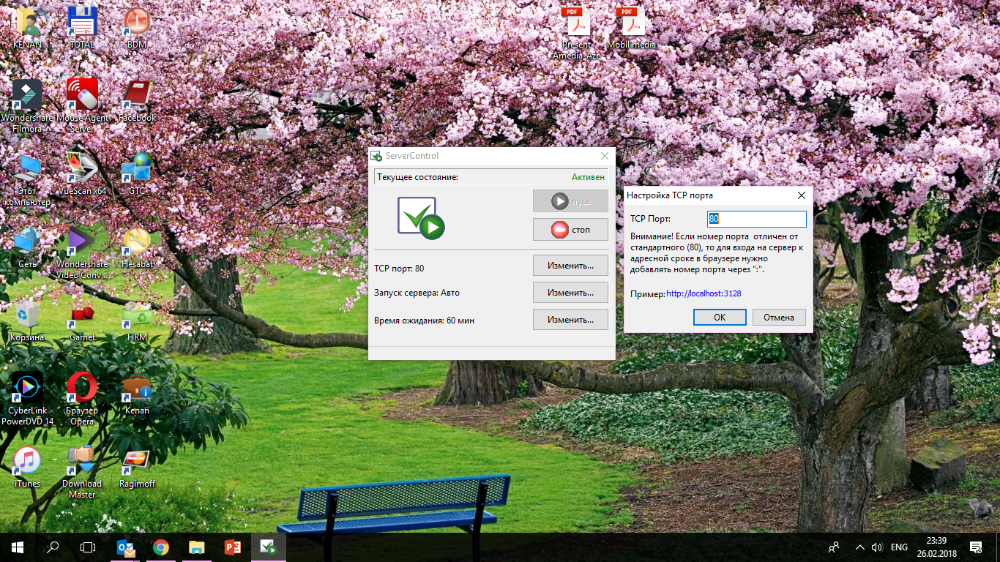 KENAN
TOTAL
BDM
Present
Amedia-Aze
Mobil media
Wondershare
Filmora
Mouse Agent
Server
Facebook
Этот
компьютер
VueScan x64
GTC
Сеть
Wondershare
Video Conv...
Hesabat
Корзина
Garnet
HRM
CyberLink
PowerDVD 14
Браузер
Opera
Kenan
iTunes
Download
Master
Ragimoff
ServerControl
Текущее состояние:
Активен
пуск
стоп
TCP порт: 80
Изменить...
Запуск сервера: Авто
Изменить...
Время ожидания: 60 мин
Изменить...
Настройка TCP порта
TCP Порт:
80
Внимание! Если номер порта отличен от
стандартного (80), то для входа на сервер к
адресной сроке в браузере нужно
добавлять номер порта через ":".
Пример: http://localhost:3128
OK
Отмена
ENG
23:39
26.02.2018